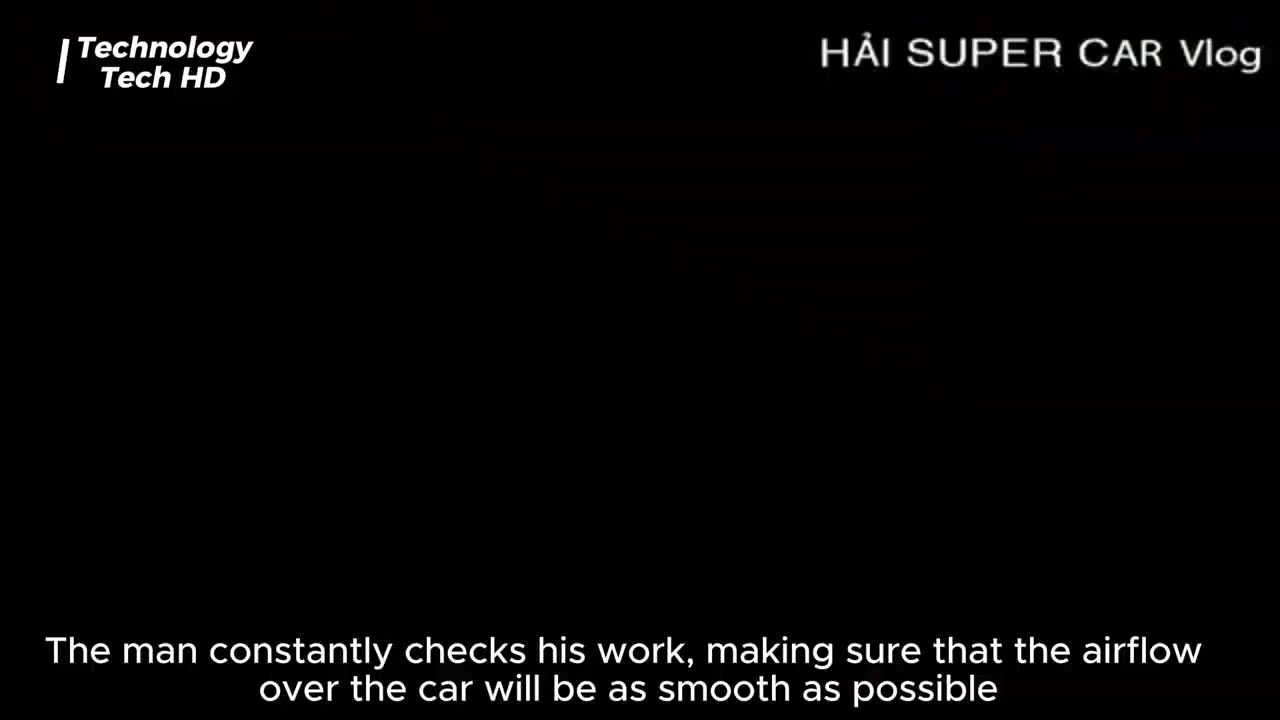 Technology
Tech HD
HẢI SUPER CAR Vlog
The man constantly checks his work, making sure that the airflow
over the car will be as smooth as possible